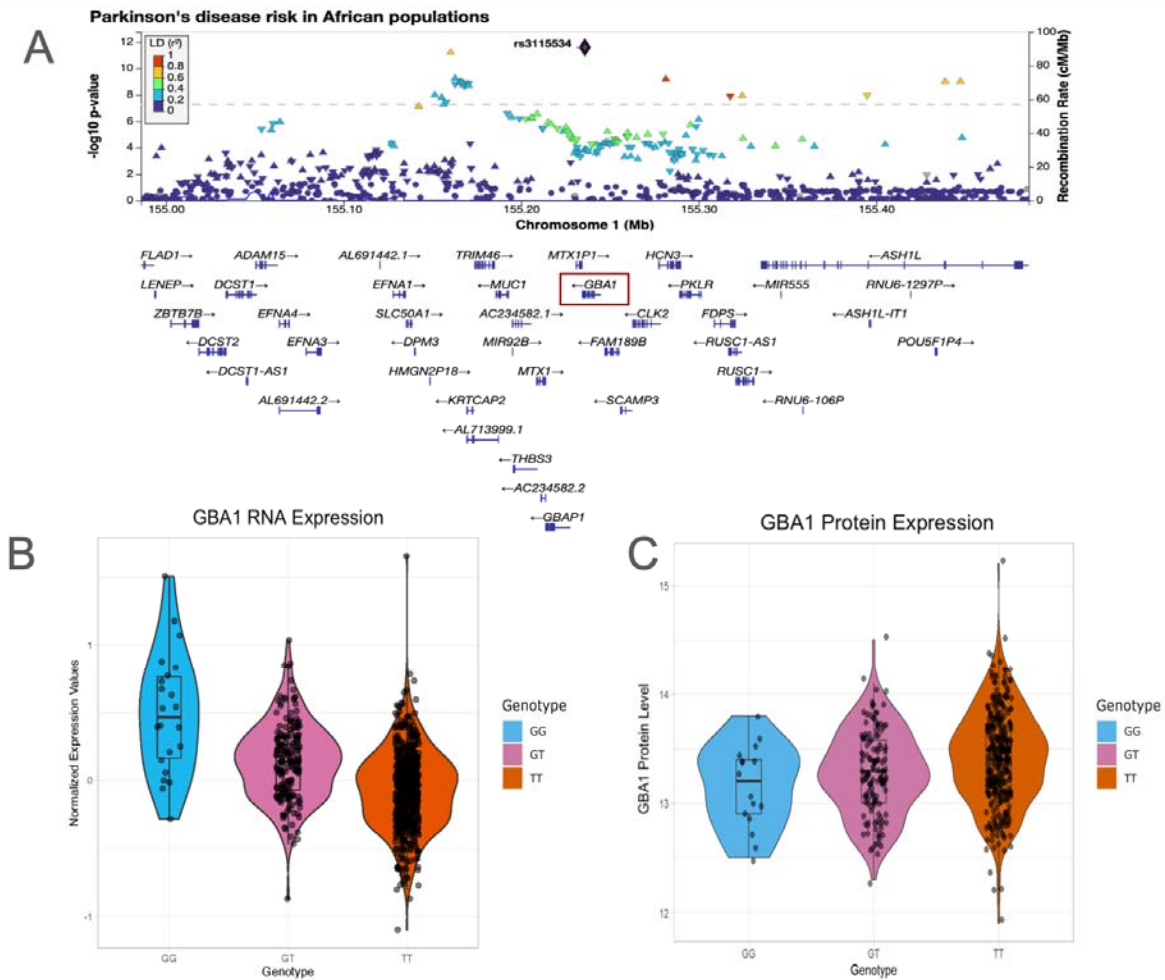 Parkinson's disease risk in African populations
A
LD (r²)
1
0.8
0.6
0.4
0.2
0
rs3115534
12
10
8
6
4
2
0
-log10 p-value
100
80
60
40
20
0
Recombination Rate (cM/Mb)
155.00 155.10 155.20 155.30 155.40
Chromosome 1 (Mb)
FLAD1→ ADAM15→ AL691442.1→ TRIM46→ MTX1P1→ HCN3→ ←ASH1L
LENEP→ DCST1→ EFNA1→ ←MUC1 ←GBA1 ←PKLR ←MIR555 RNU6-1297P→
ZBTB7B→ EFNA4→ SLC50A1→ AC234582.1→ ←CLK2 FDPS→ ←ASH1L-IT1
←DCST2 EFNA3→ ←DPM3 MIR92B→ ←FAM189B ←RUSC1-AS1 POU5F1P4→
←DCST1-AS1 HMGN2P18→ MTX1→ RUSC1→
AL691442.2→ ←KRTCAP2 ←SCAMP3 ←RNU6-106P
←AL713999.1
←THBS3
←AC234582.2
←GBAP1
B
GBA1 RNA Expression
Normalized Expression Values
1
0
-1
GG GT TT
Genotype
Genotype
GG
GT
TT
C
GBA1 Protein Expression
GBA1 Protein Level
15
14
13
12
GG GT TT
Genotype
Genotype
GG
GT
TT